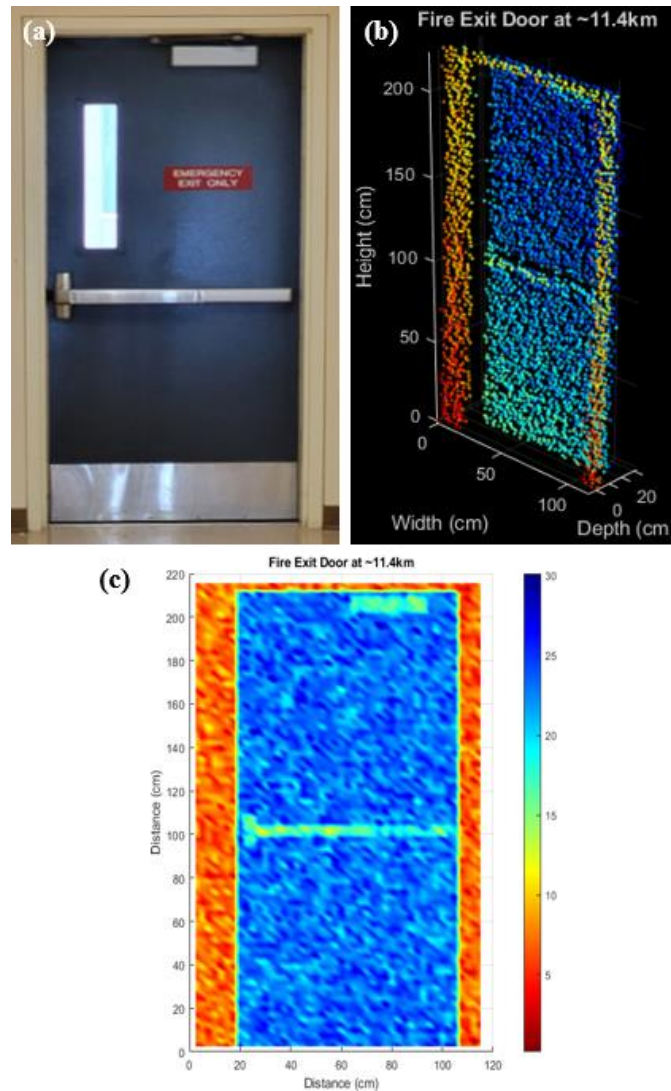 (a)
EMERGENCY
EXIT ONLY
(b)
Fire Exit Door at ~11.4km
200
150
100
50
0
Height (cm)
0
50
100
Width (cm)
0
20
Depth (cm)
(c)
Fire Exit Door at ~11.4km
220
200
180
160
140
120
100
80
60
40
20
0
Distance (cm)
0
20
40
60
80
100
120
Distance (cm)
30
25
20
15
10
5